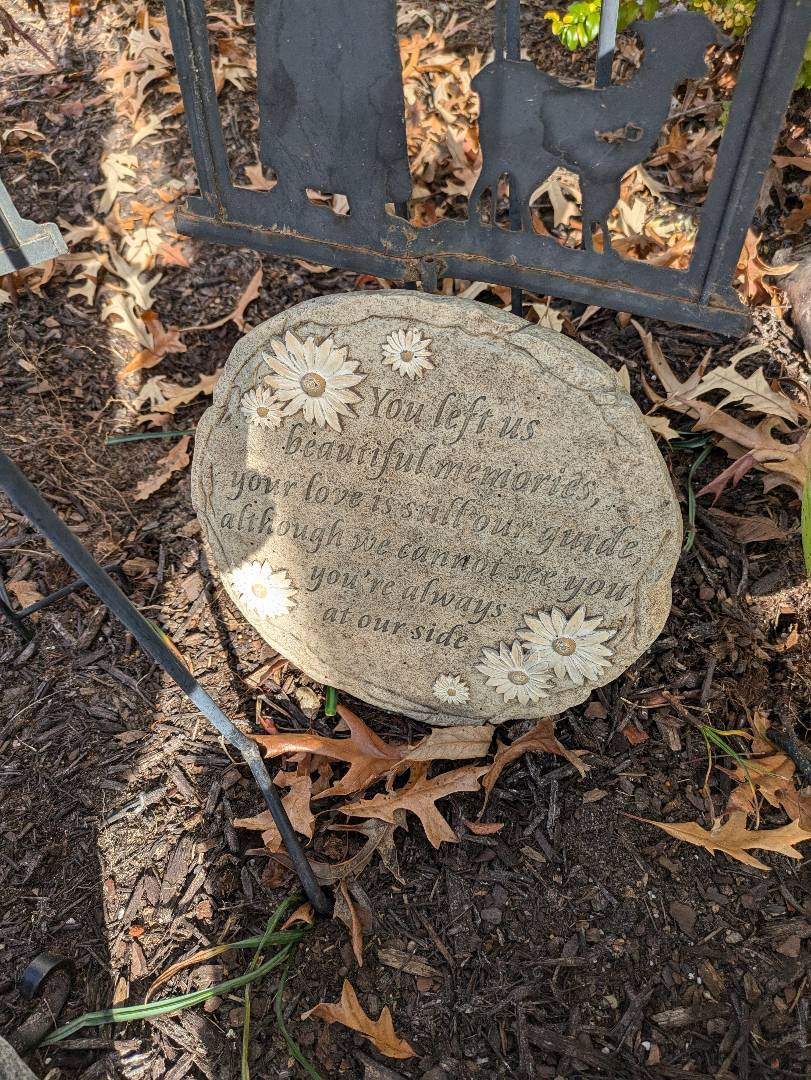 You left us
beautiful memories,
your love is still our guide,
although we cannot see you,
you're always
at our side